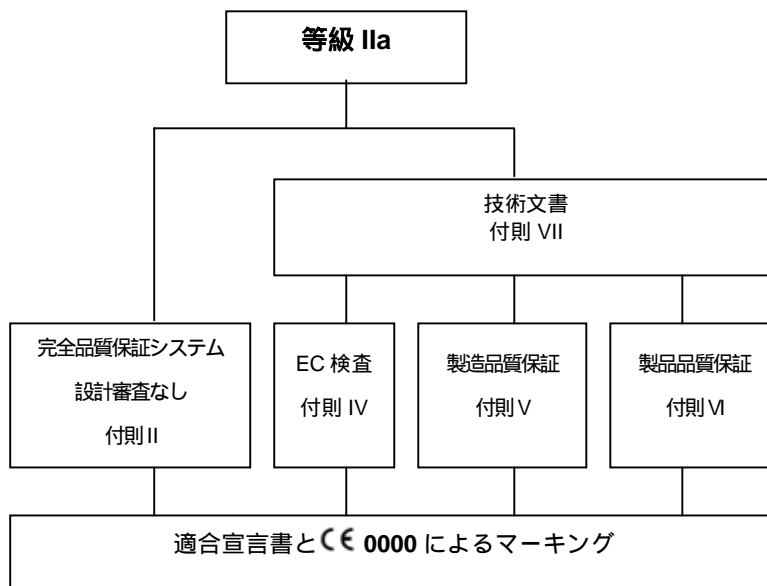 等級 IIa
技術文書
付則 VII
完全品質保証システム
設計審査なし
付則 II
EC 検査
付則 IV
製造品質保証
付則 V
製品品質保証
付則 VI
適合宣言書と CE 0000 によるマーキング